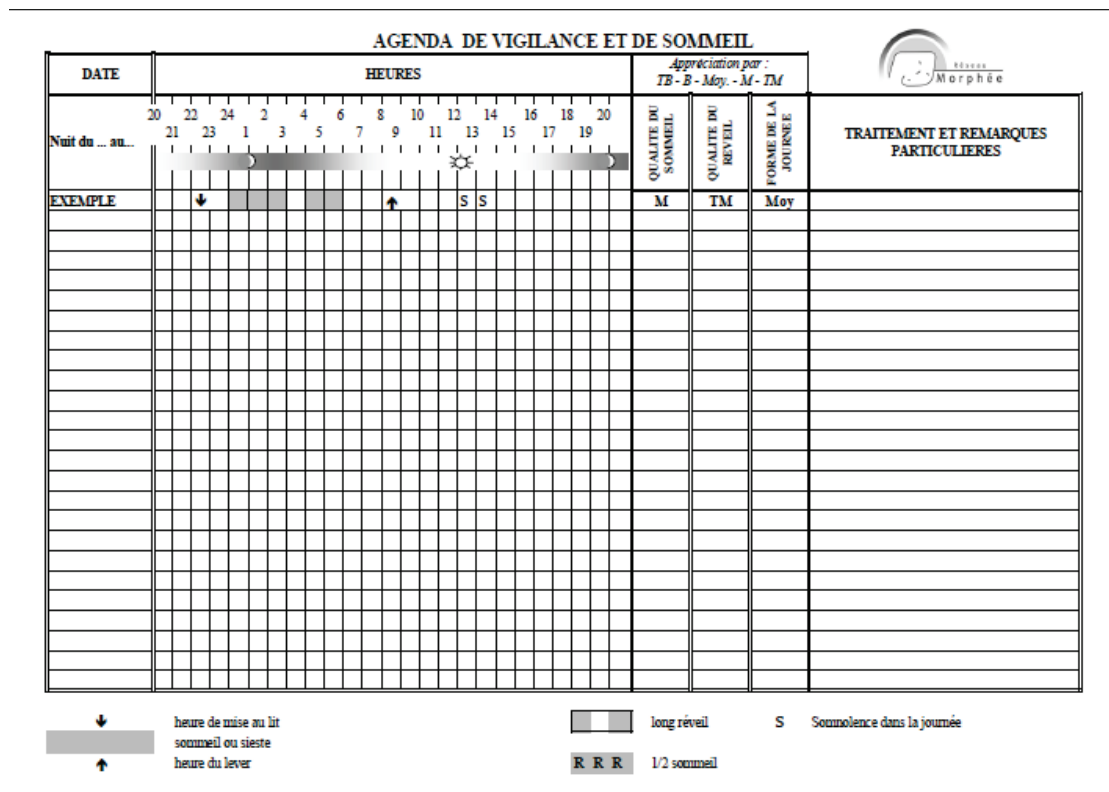 AGENDA DE VIGILANCE ET DE SOMMEIL
Réseau
Morphée
DATE
HEURES
Appréciation par :
TB - B - Moy. - M - TM
Nuit du ... au...
20 22 24 2 4 6 8 10 12 14 16 18 20
21 23 1 3 5 7 9 11 13 15 17 19
QUALITE DU
SOMMEIL
QUALITE DU
REVEIL
FORME DE LA
JOURNEE
TRAITEMENT ET REMARQUES
PARTICULIERES
EXEMPLE S S M TM Moy
heure de mise au lit
sommeil ou sieste
heure du lever
long réveil
R R R 1/2 sommeil
S Somnolence dans la journée